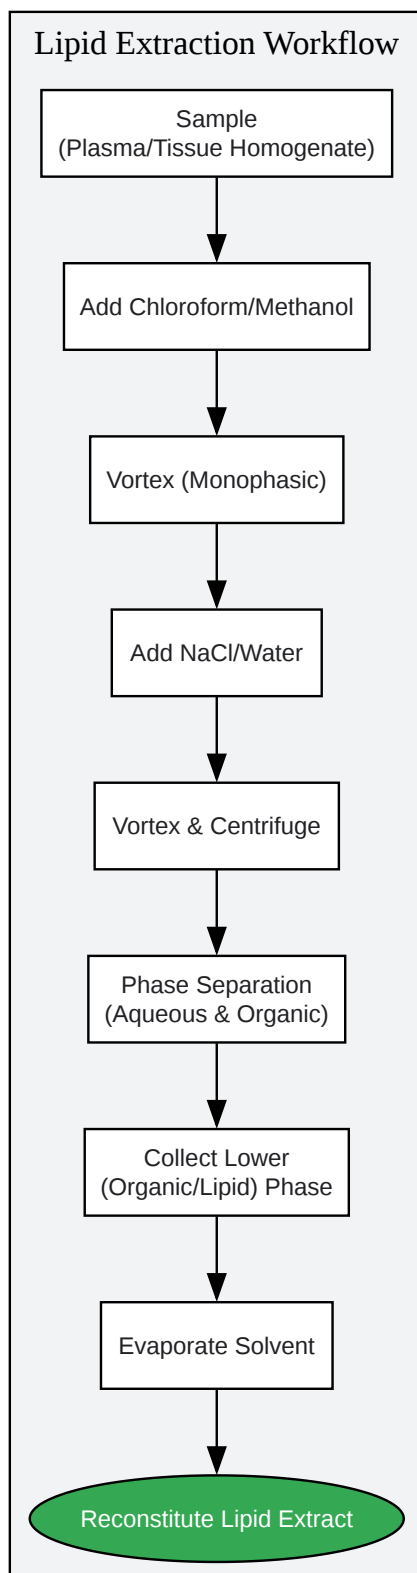 Lipid Extraction Workflow
Sample
(Plasma/Tissue Homogenate)
Add Chloroform/Methanol
Vortex (Monophasic)
Add NaCl/Water
Vortex & Centrifuge
Phase Separation
(Aqueous & Organic)
Collect Lower
(Organic/Lipid) Phase
Evaporate Solvent
Reconstitute Lipid Extract